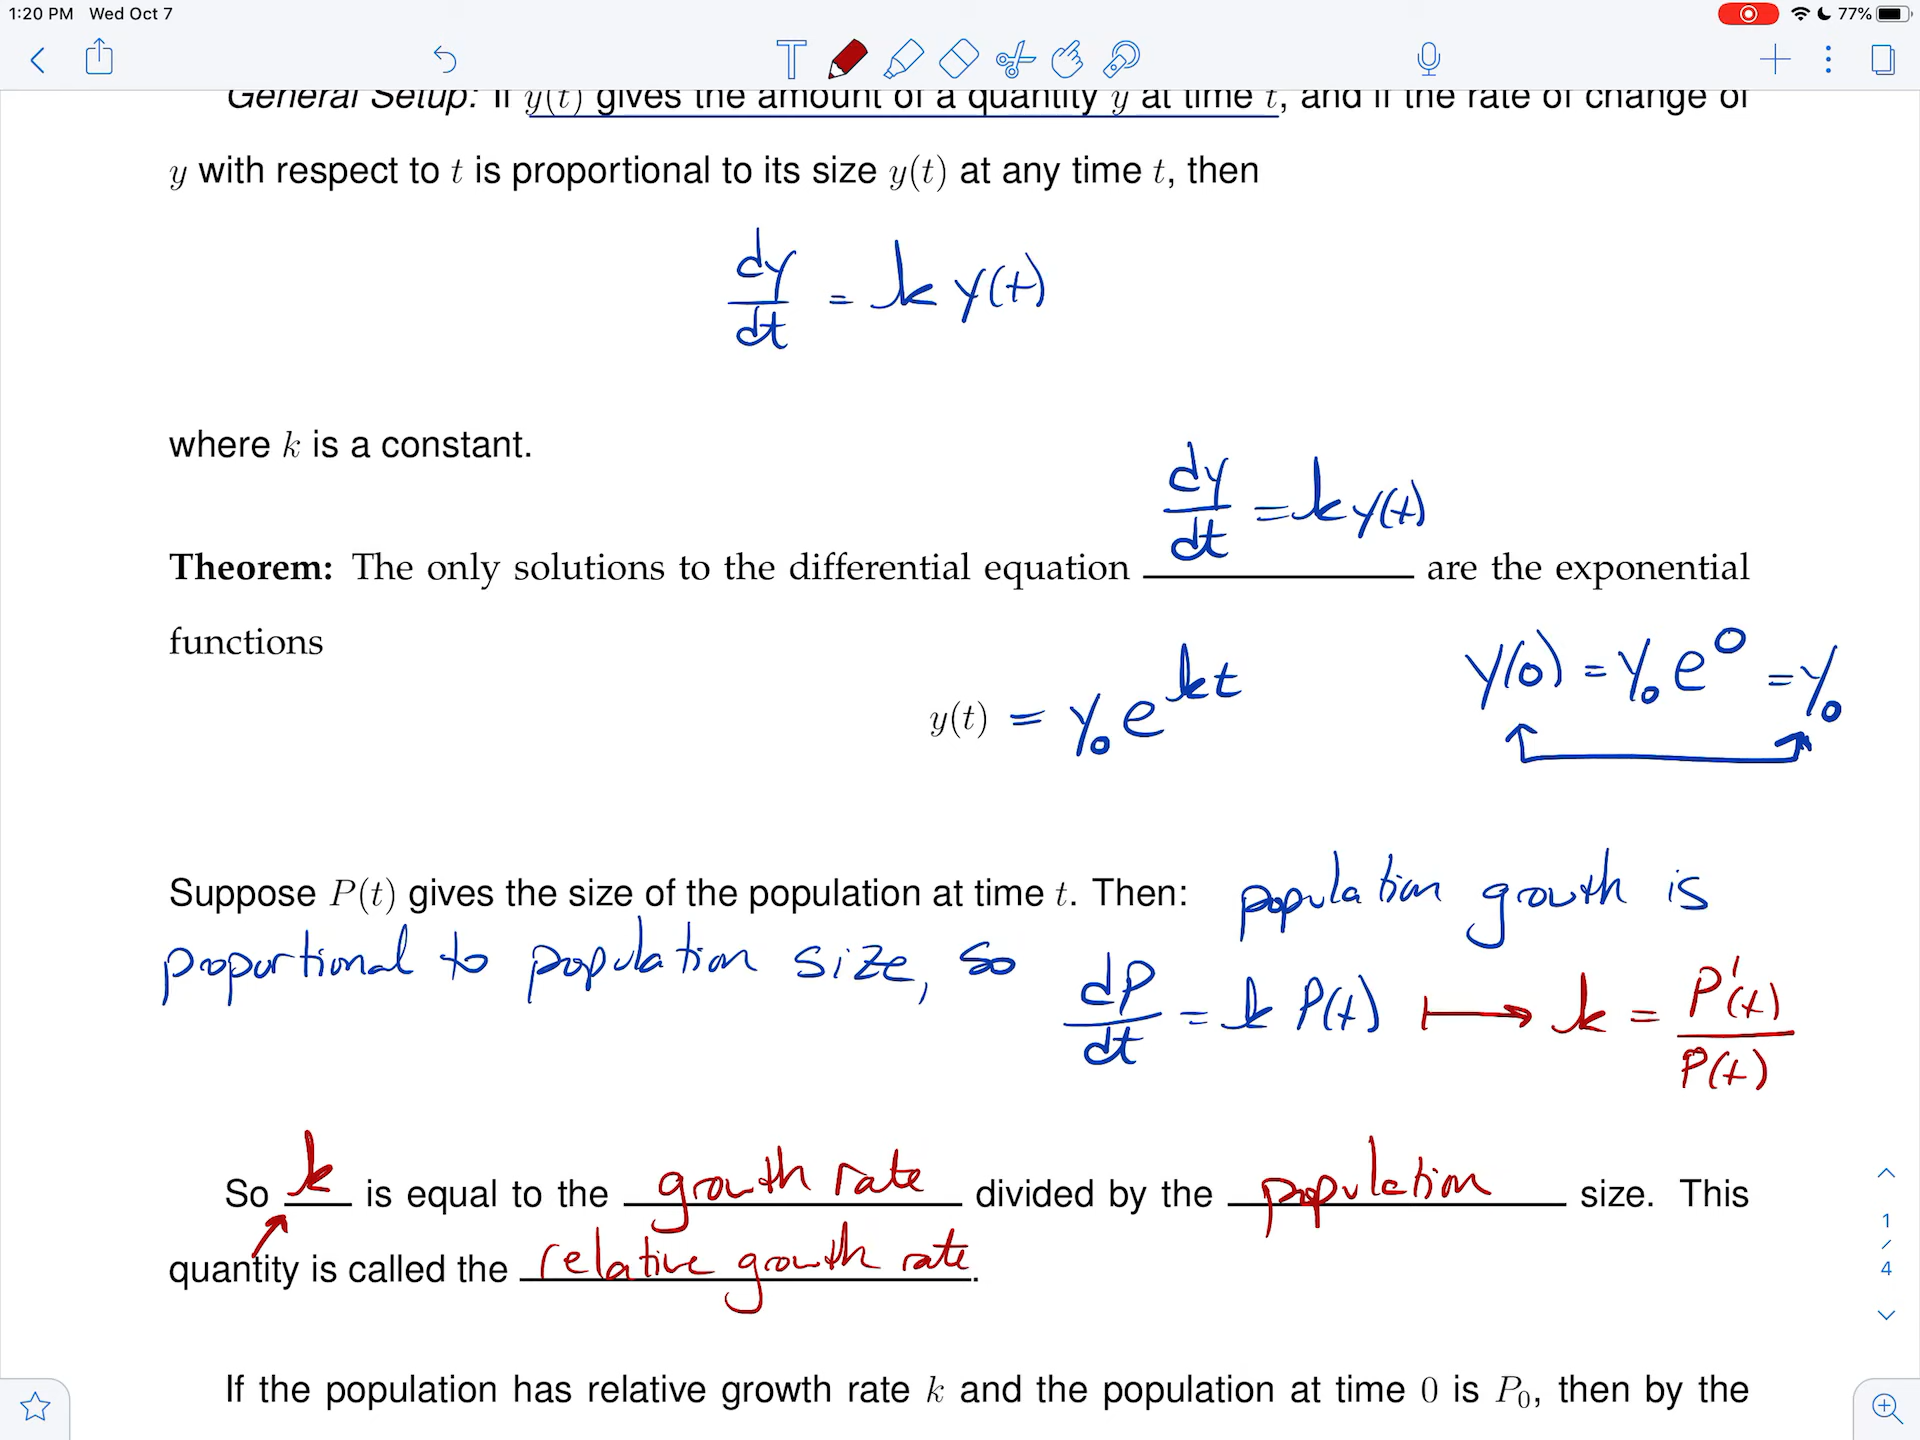 1:20 PM Wed Oct 7 77%
T
General Setup: If y(t) gives the amount of a quantity y at time t, and if the rate of change of
y with respect to t is proportional to its size y(t) at any time t, then
dy/dt = k y(t)
where k is a constant.
dy/dt = k y(t)
Theorem: The only solutions to the differential equation ________ are the exponential
functions
y(t) = y₀ e^{kt} y(0) = y₀ e⁰ = y₀
Suppose P(t) gives the size of the population at time t. Then: population growth is
proportional to population size, so dP/dt = k P(t) ↦ k = P'(t)/P(t)
So k is equal to the growth rate divided by the population size. This
quantity is called the relative growth rate.
1/4
If the population has relative growth rate k and the population at time 0 is P₀, then by the